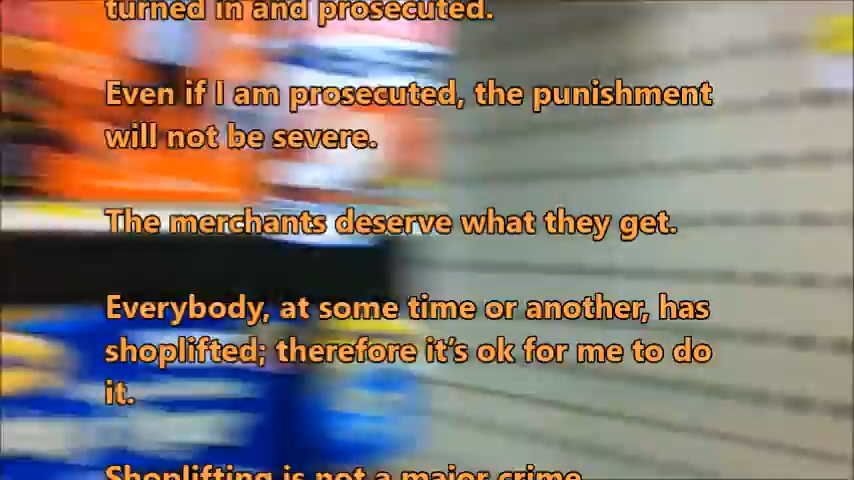 turned in and prosecuted.
Even if I am prosecuted, the punishment
will not be severe.
The merchants deserve what they get.
Everybody, at some time or another, has
shoplifted; therefore it's ok for me to do
it.
Shoplifting is not a major crime